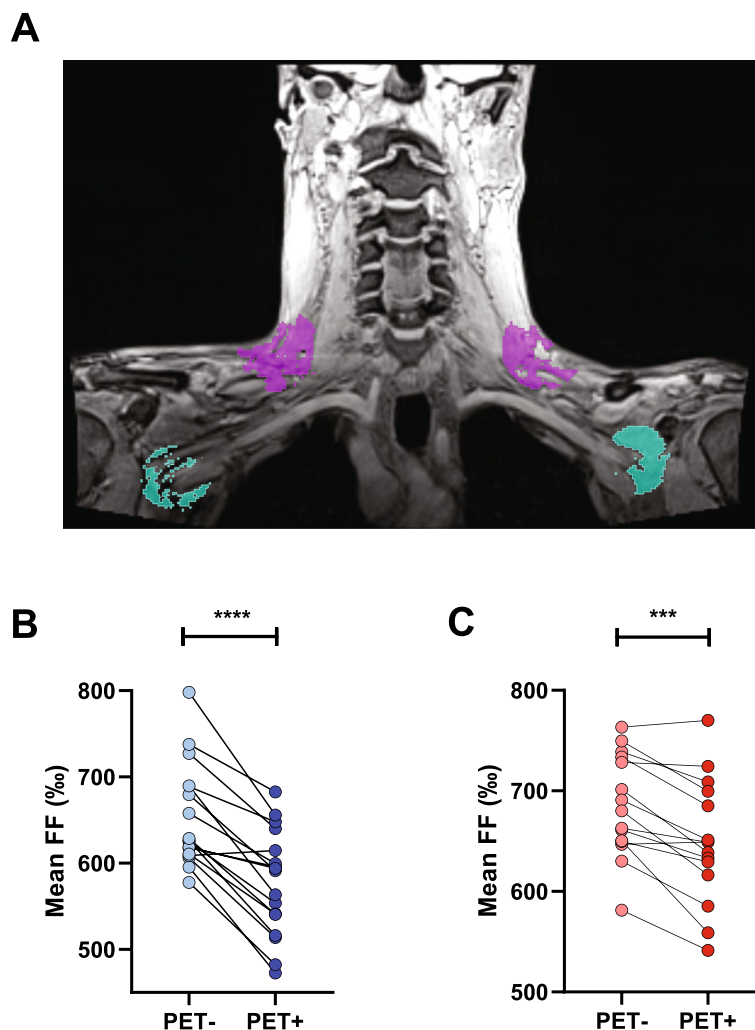 A
B
****
800
700
600
500
Mean FF (‰)
PET-
PET+
C
***
800
700
600
500
Mean FF (‰)
PET-
PET+